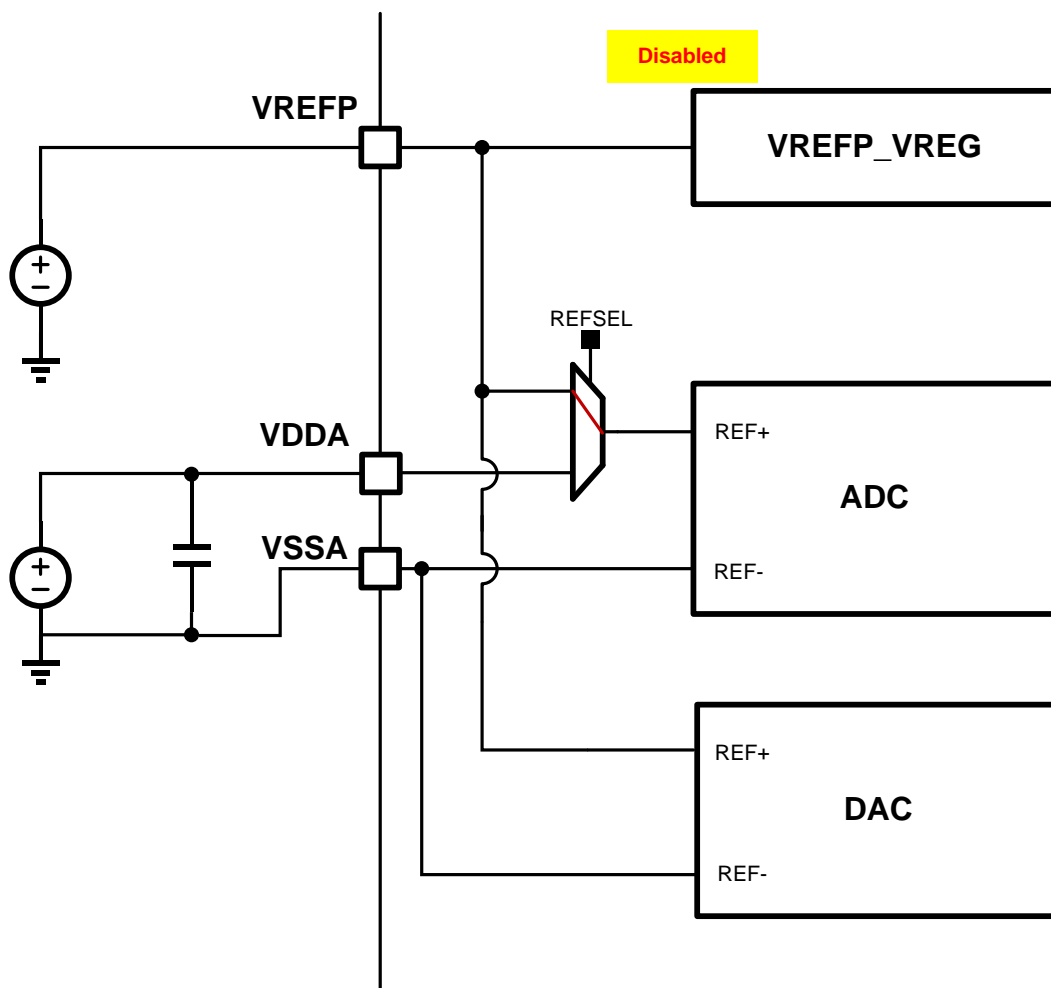 Disabled
VREFP
VREFP_VREG
+
−
REFSEL
VDDA
REF+
ADC
VSSA
+
−
REF-
REF+
DAC
REF-